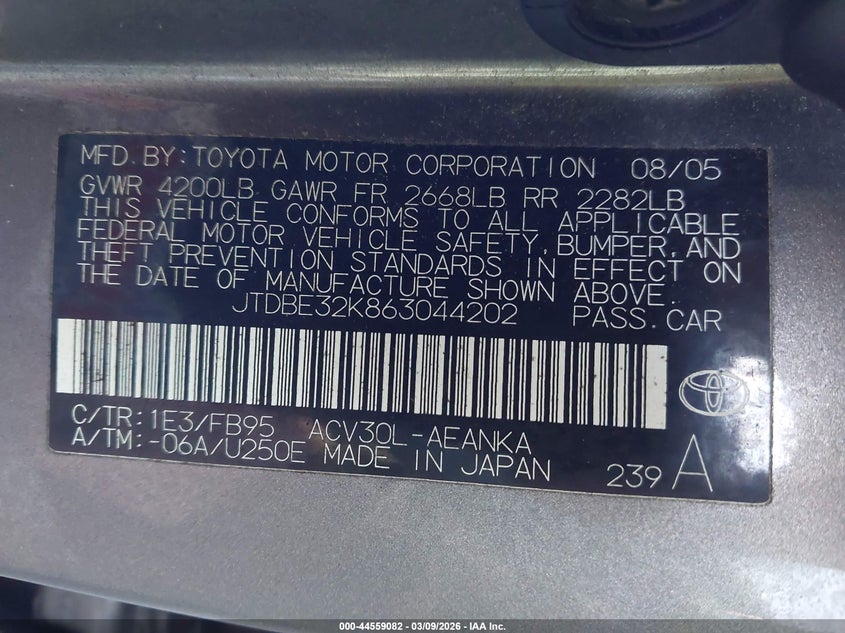 MFD.BY:TOYOTA MOTOR CORPORATION 08/05
GVWR 4200LB GAWR FR 2668LB RR 2282LB
THIS VEHICLE CONFORMS TO ALL APPLICABLE
FEDERAL MOTOR VEHICLE SAFETY,BUMPER,AND
THEFT PREVENTION STANDARDS IN EFFECT ON
THE DATE OF MANUFACTURE SHOWN ABOVE.
JTDBE32K863044202 PASS.CAR
C/TR:1E3/FB95 ACV30L-AEANKA
A/TM:-06A/U250E MADE IN JAPAN
239 A
000-44559082 - 03/09/2026 - IAA Inc.